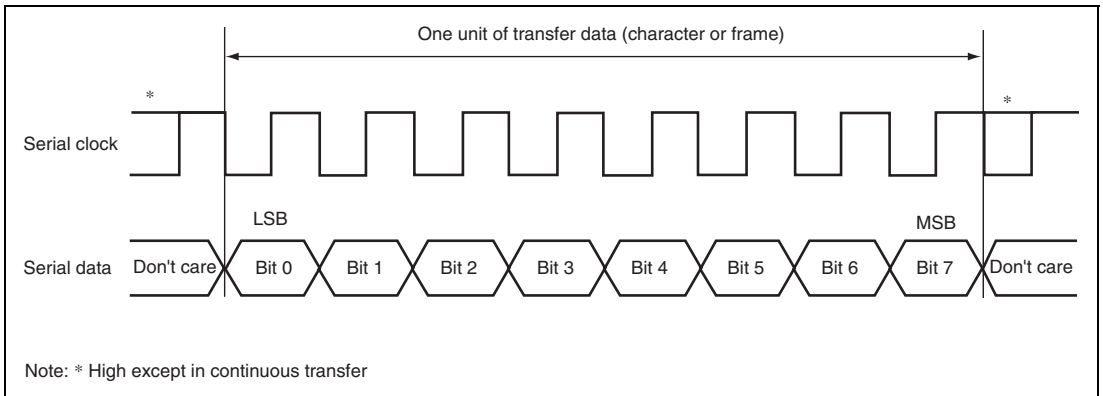 One unit of transfer data (character or frame)
*
*
Serial clock
LSB
MSB
Serial data
Don't care
Bit 0
Bit 1
Bit 2
Bit 3
Bit 4
Bit 5
Bit 6
Bit 7
Don't care
Note: * High except in continuous transfer